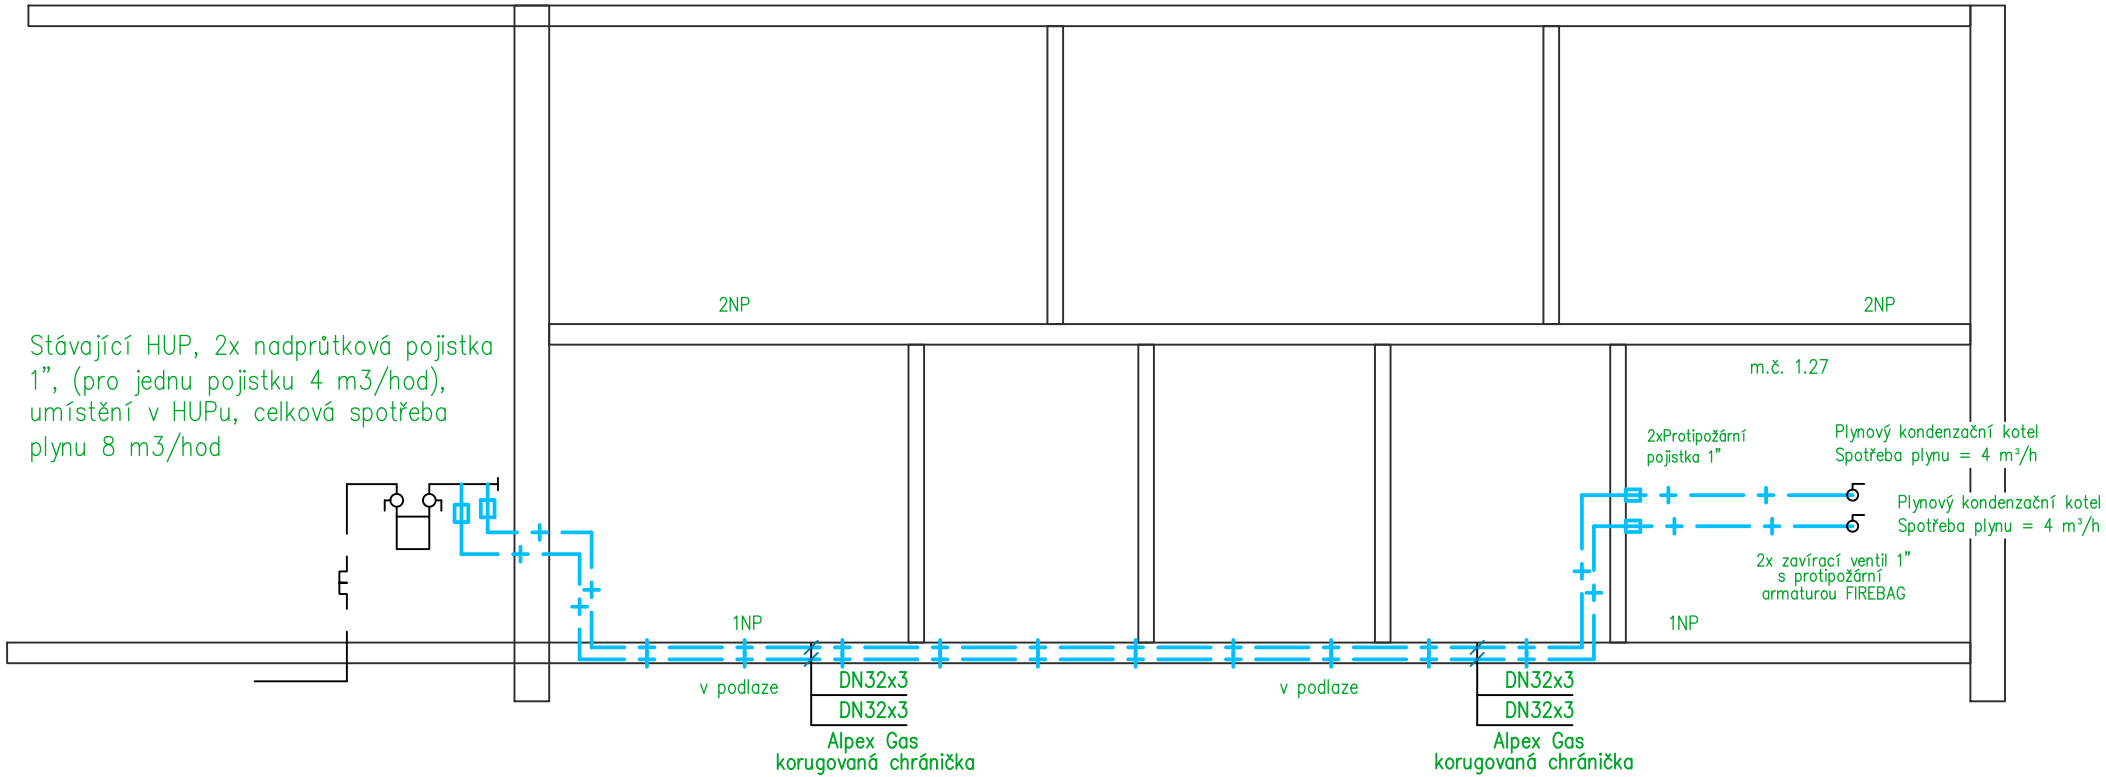 2NP
2NP
Stávající HUP, 2x nadprůtková pojistka
1", (pro jednu pojistku 4 m3/hod),
umístění v HUPu, celková spotřeba
plynu 8 m3/hod
m.č. 1.27
2xProtipožární
pojistka 1"
Plynový kondenzační kotel
Spotřeba plynu = 4 m³/h
Plynový kondenzační kotel
Spotřeba plynu = 4 m³/h
2x zavírací ventil 1"
s protipožární
armaturou FIREBAG
1NP
1NP
v podlaze
DN32x3
DN32x3
Alpex Gas
korugovaná chránička
v podlaze
DN32x3
DN32x3
Alpex Gas
korugovaná chránička